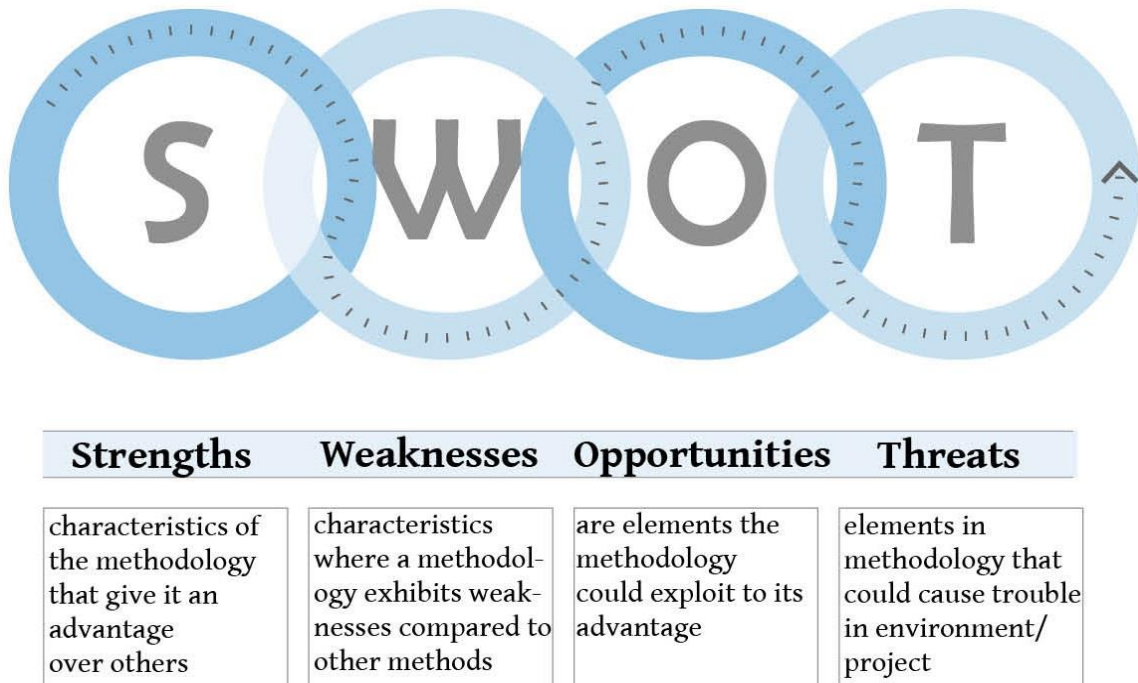 S W O T
Strengths Weaknesses Opportunities Threats
characteristics of
the methodology
that give it an
advantage
over others
characteristics
where a methodol-
ogy exhibits weak-
nesses compared to
other methods
are elements the
methodology
could exploit to its
advantage
elements in
methodology that
could cause trouble
in environment/
project